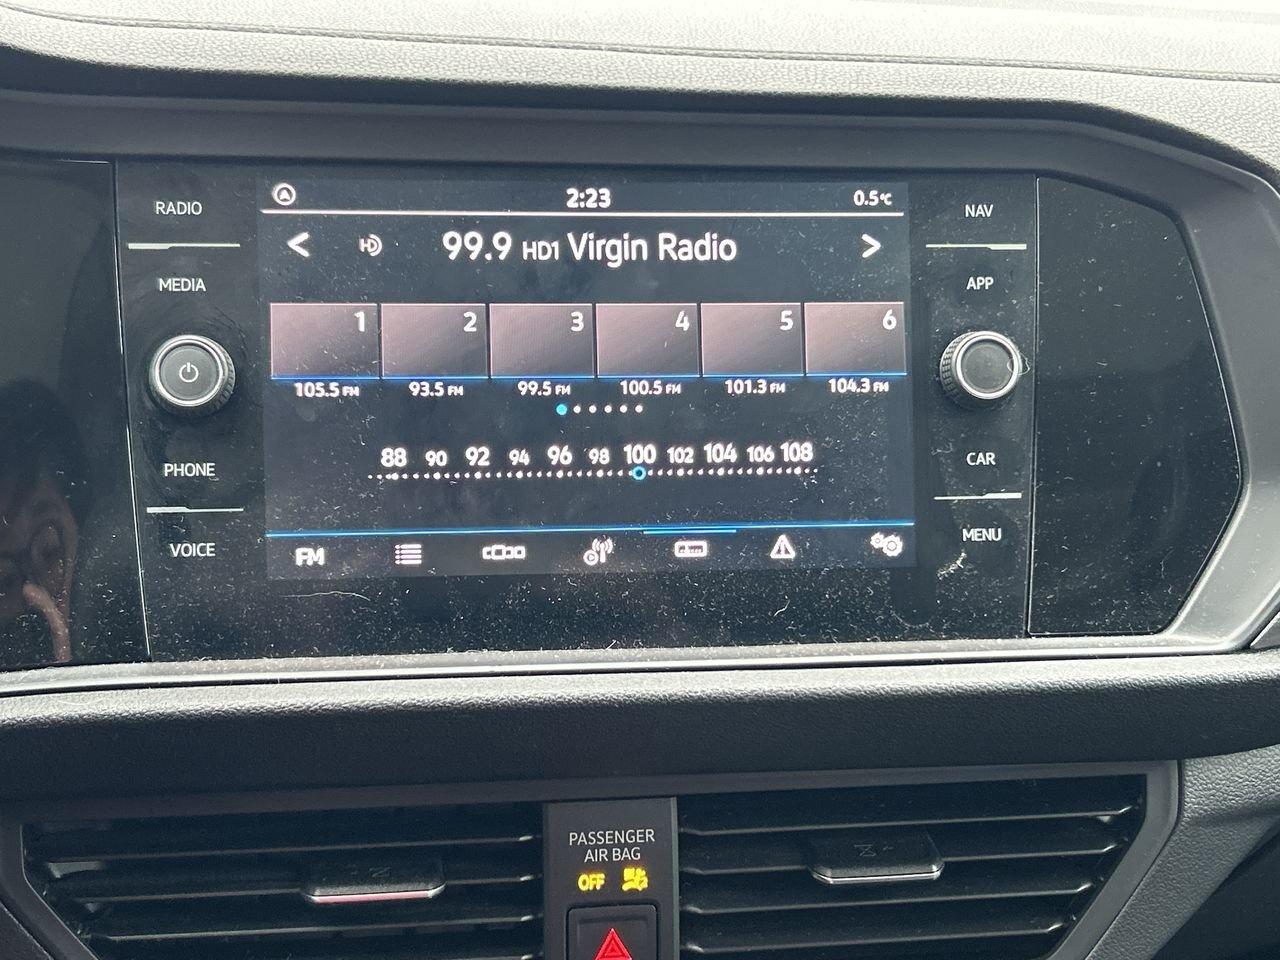 RADIO
MEDIA
PHONE
VOICE
A
2:23
0.5°C
< HD 99.9 HD1 Virgin Radio >
1 2 3 4 5 6
105.5 FM 93.5 FM 99.5 FM 100.5 FM 101.3 FM 104.3 FM
88 90 92 94 96 98 100 102 104 106 108
FM
NAV
APP
CAR
MENU
PASSENGER
AIR BAG
OFF